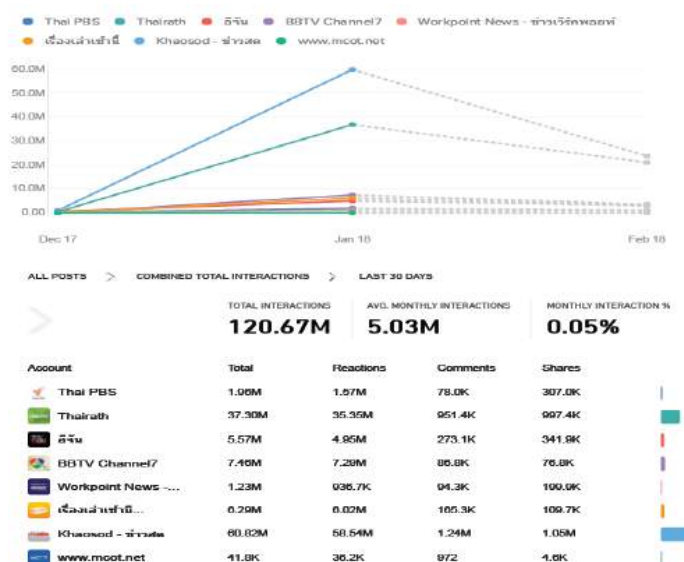 Thai PBS Thairath อีจัน BBTV Channel7 Workpoint News - ข่าวเวิร์คพอยท์
เรื่องเล่าเช้านี้ Khaosod - ข่าวสด www.mcot.net
60.0M
50.0M
40.0M
30.0M
20.0M
10.0M
0.00
Dec 17 Jan 18 Feb 18
ALL POSTS > COMBINED TOTAL INTERACTIONS > LAST 30 DAYS
TOTAL INTERACTIONS AVG. MONTHLY INTERACTIONS MONTHLY INTERACTION %
120.67M 5.03M 0.05%
Account Total Reactions Comments Shares
Thai PBS 1.96M 1.57M 78.0K 307.0K
Thairath 37.30M 35.35M 951.4K 997.4K
อีจัน 5.57M 4.95M 273.1K 341.9K
BBTV Channel7 7.46M 7.29M 86.8K 76.8K
Workpoint News -... 1.23M 936.7K 94.3K 199.9K
เรื่องเล่าเช้านี้... 6.29M 6.02M 165.3K 109.7K
Khaosod - ข่าวสด 60.82M 58.54M 1.24M 1.05M
www.mcot.net 41.8K 36.2K 972 4.6K